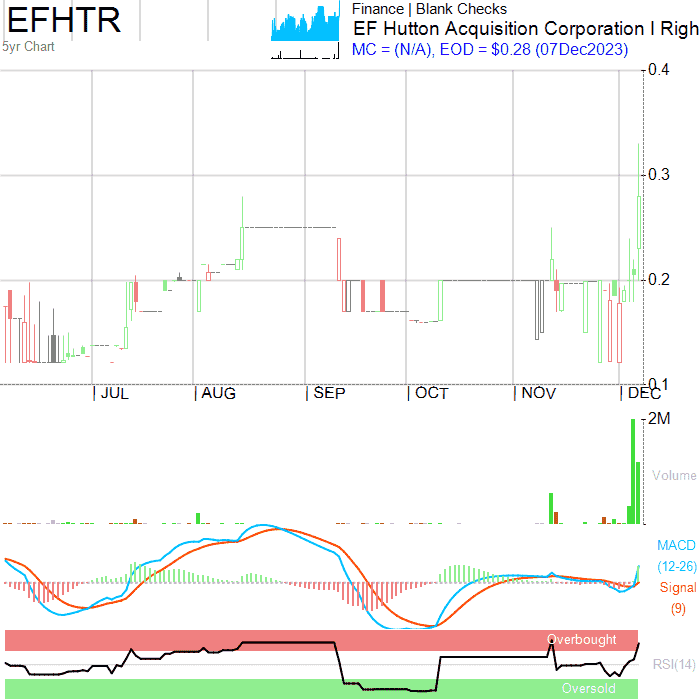 EFHTR
5yr Chart
Finance | Blank Checks
EF Hutton Acquisition Corporation I Righ
MC = (N/A), EOD = $0.28 (07Dec2023)
0.4
0.3
0.2
0.1
JUL
AUG
SEP
OCT
NOV
DEC
2M
Volume
MACD
(12-26)
Signal
(9)
Overbought
RSI(14)
Oversold